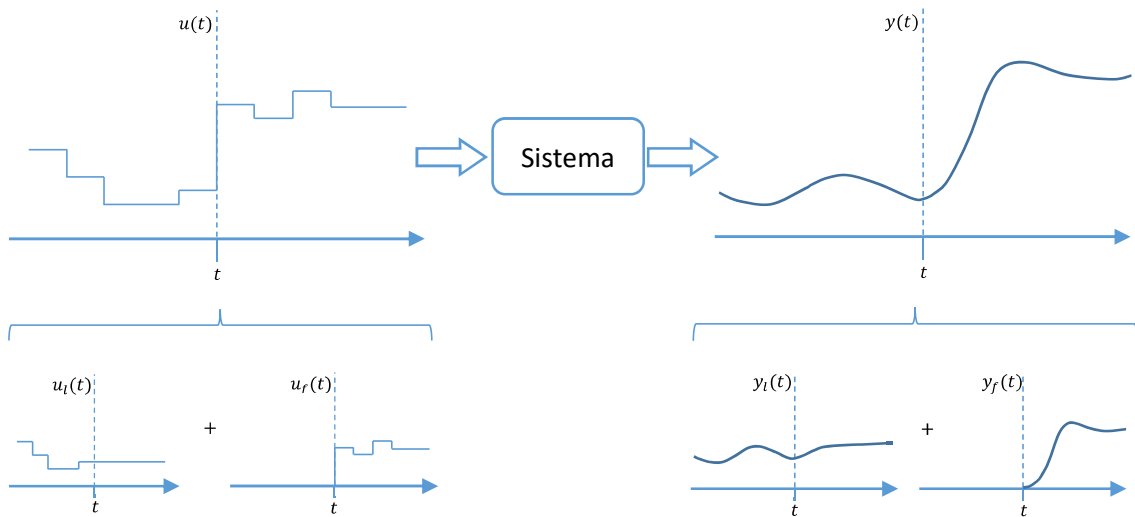 u(t)
y(t)
Sistema
t
t
u_l(t)
u_f(t)
y_l(t)
y_f(t)
+
+
t
t
t
t